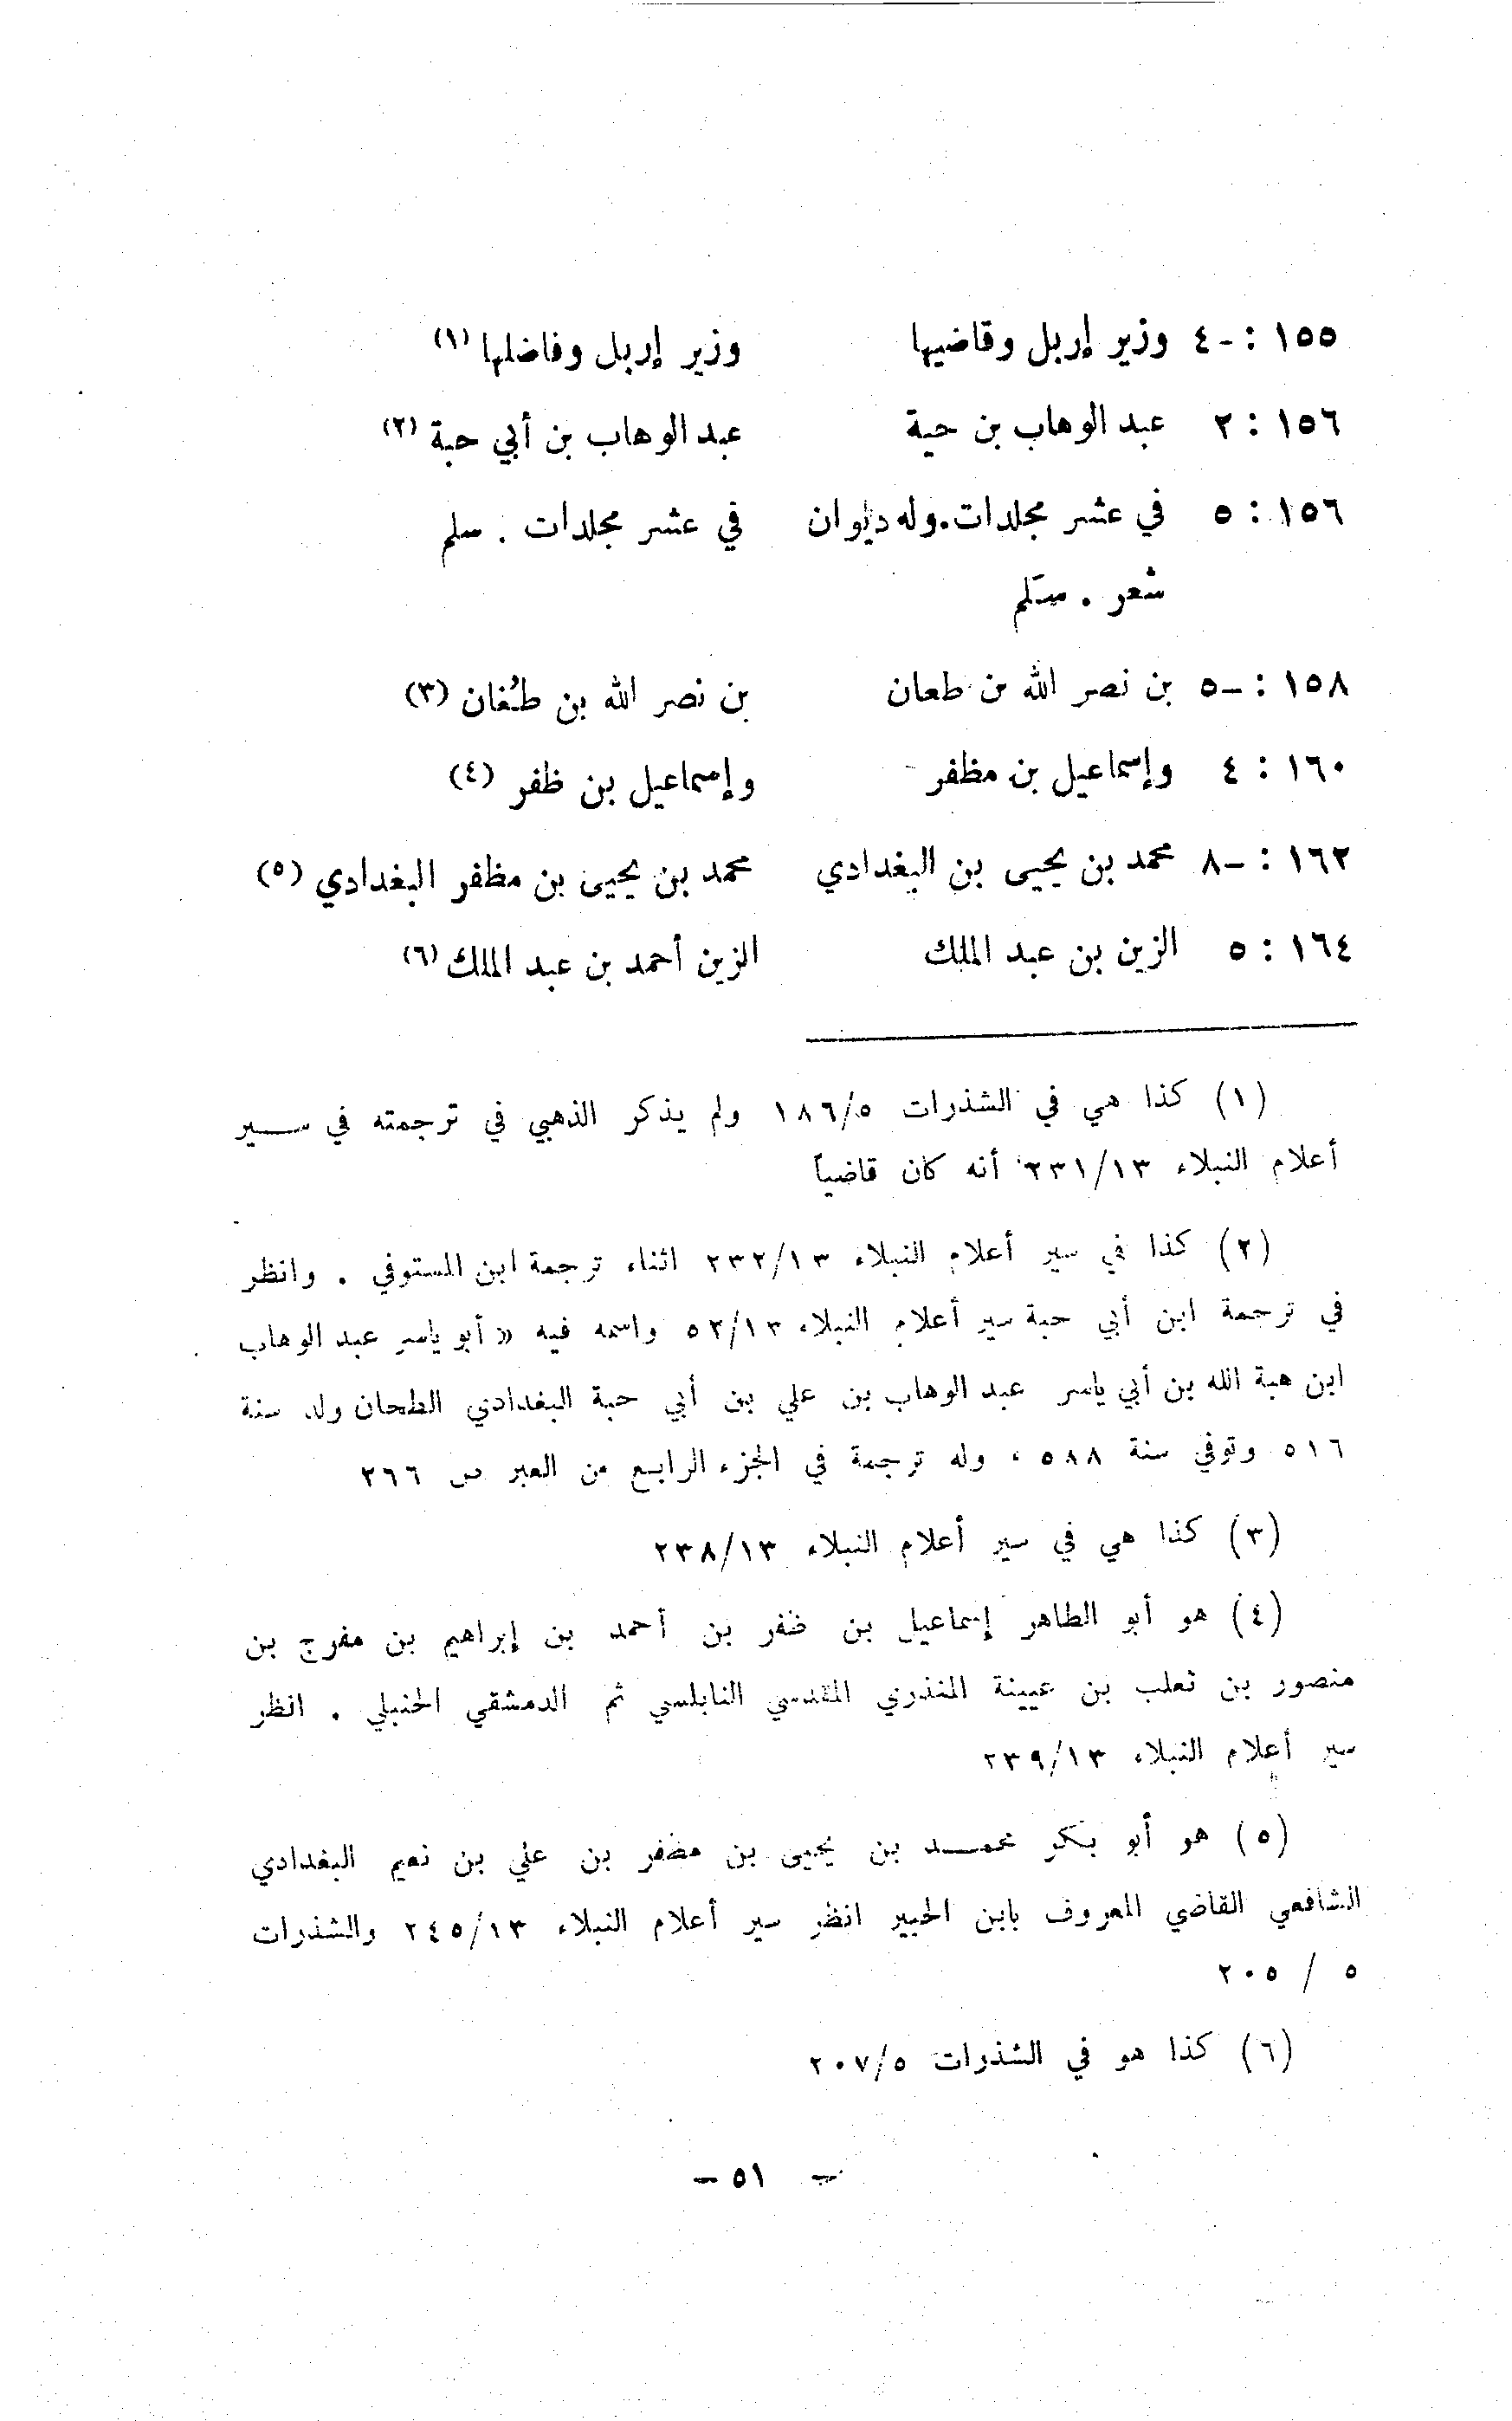 ١٥٥ : -٤ وزير إربل وقاضيها وزير إربل وفاضلها (١)
١٥٦ : ٢ عبد الوهاب بن حية عبد الوهاب بن أبي حبة (٢)
١٥٦ : ٥ في عشر مجلدات.وله ديوان في عشر مجلدات . سلم
شعر . سَلم
١٥٨ : -٥ بن نصر الله من طعان بن نصر الله بن طُغان (٣)
١٦٠ : ٤ وإسماعيل بن مظفر وإسماعيل بن ظفر (٤)
١٦٢ : -٨ محمد بن يحيى بن البغدادي محمد بن يحيى بن مظفر البغدادي (٥)
١٦٤ : ٥ الزين بن عبد الملك الزين أحمد بن عبد الملك (٦)
(١) كذا هي في الشذرات ١٨٦/٥ ولم يذكر الذهبي في ترجمته في سير
أعلام النبلاء ٢٣١/١٣ أنه كان قاضياً
(٢) كذا في سير أعلام النبلاء ٢٣٢/١٣ اثناء ترجمة ابن المستوفي . وانظر
في ترجمة ابن أبي حبة سير أعلام النبلاء ٥٢/١٣ واسمه فيه « أبو ياسر عبد الوهاب
ابن هبة الله بن أبي ياسر عبد الوهاب بن علي بن أبي حبة البغدادي الطحان ولد سنة
٥١٦ وتوفي سنة ٥٨٨ ، وله ترجمة في الجزء الرابع من العبر ص ٢٦٦
(٣) كذا هي في سير أعلام النبلاء ٢٣٨/١٣
(٤) هو أبو الطاهر إسماعيل بن ظفر بن أحمد بن إبراهيم بن مفرج بن
منصور بن ثعلب بن عيينة المنذري المقدسي النابلسي ثم الدمشقي الحنبلي . انظر
سير أعلام النبلاء ٢٣٩/١٣
(٥) هو أبو بكر محمد بن يحيى بن مظفر بن علي بن نعيم البغدادي
الشافعي القاضي المعروف بابن الحبير انظر سير أعلام النبلاء ٢٤٥/١٣ والشذرات
٥ / ٢٠٥
(٦) كذا هو في الشذرات ٢٠٧/٥
- ٥١ -